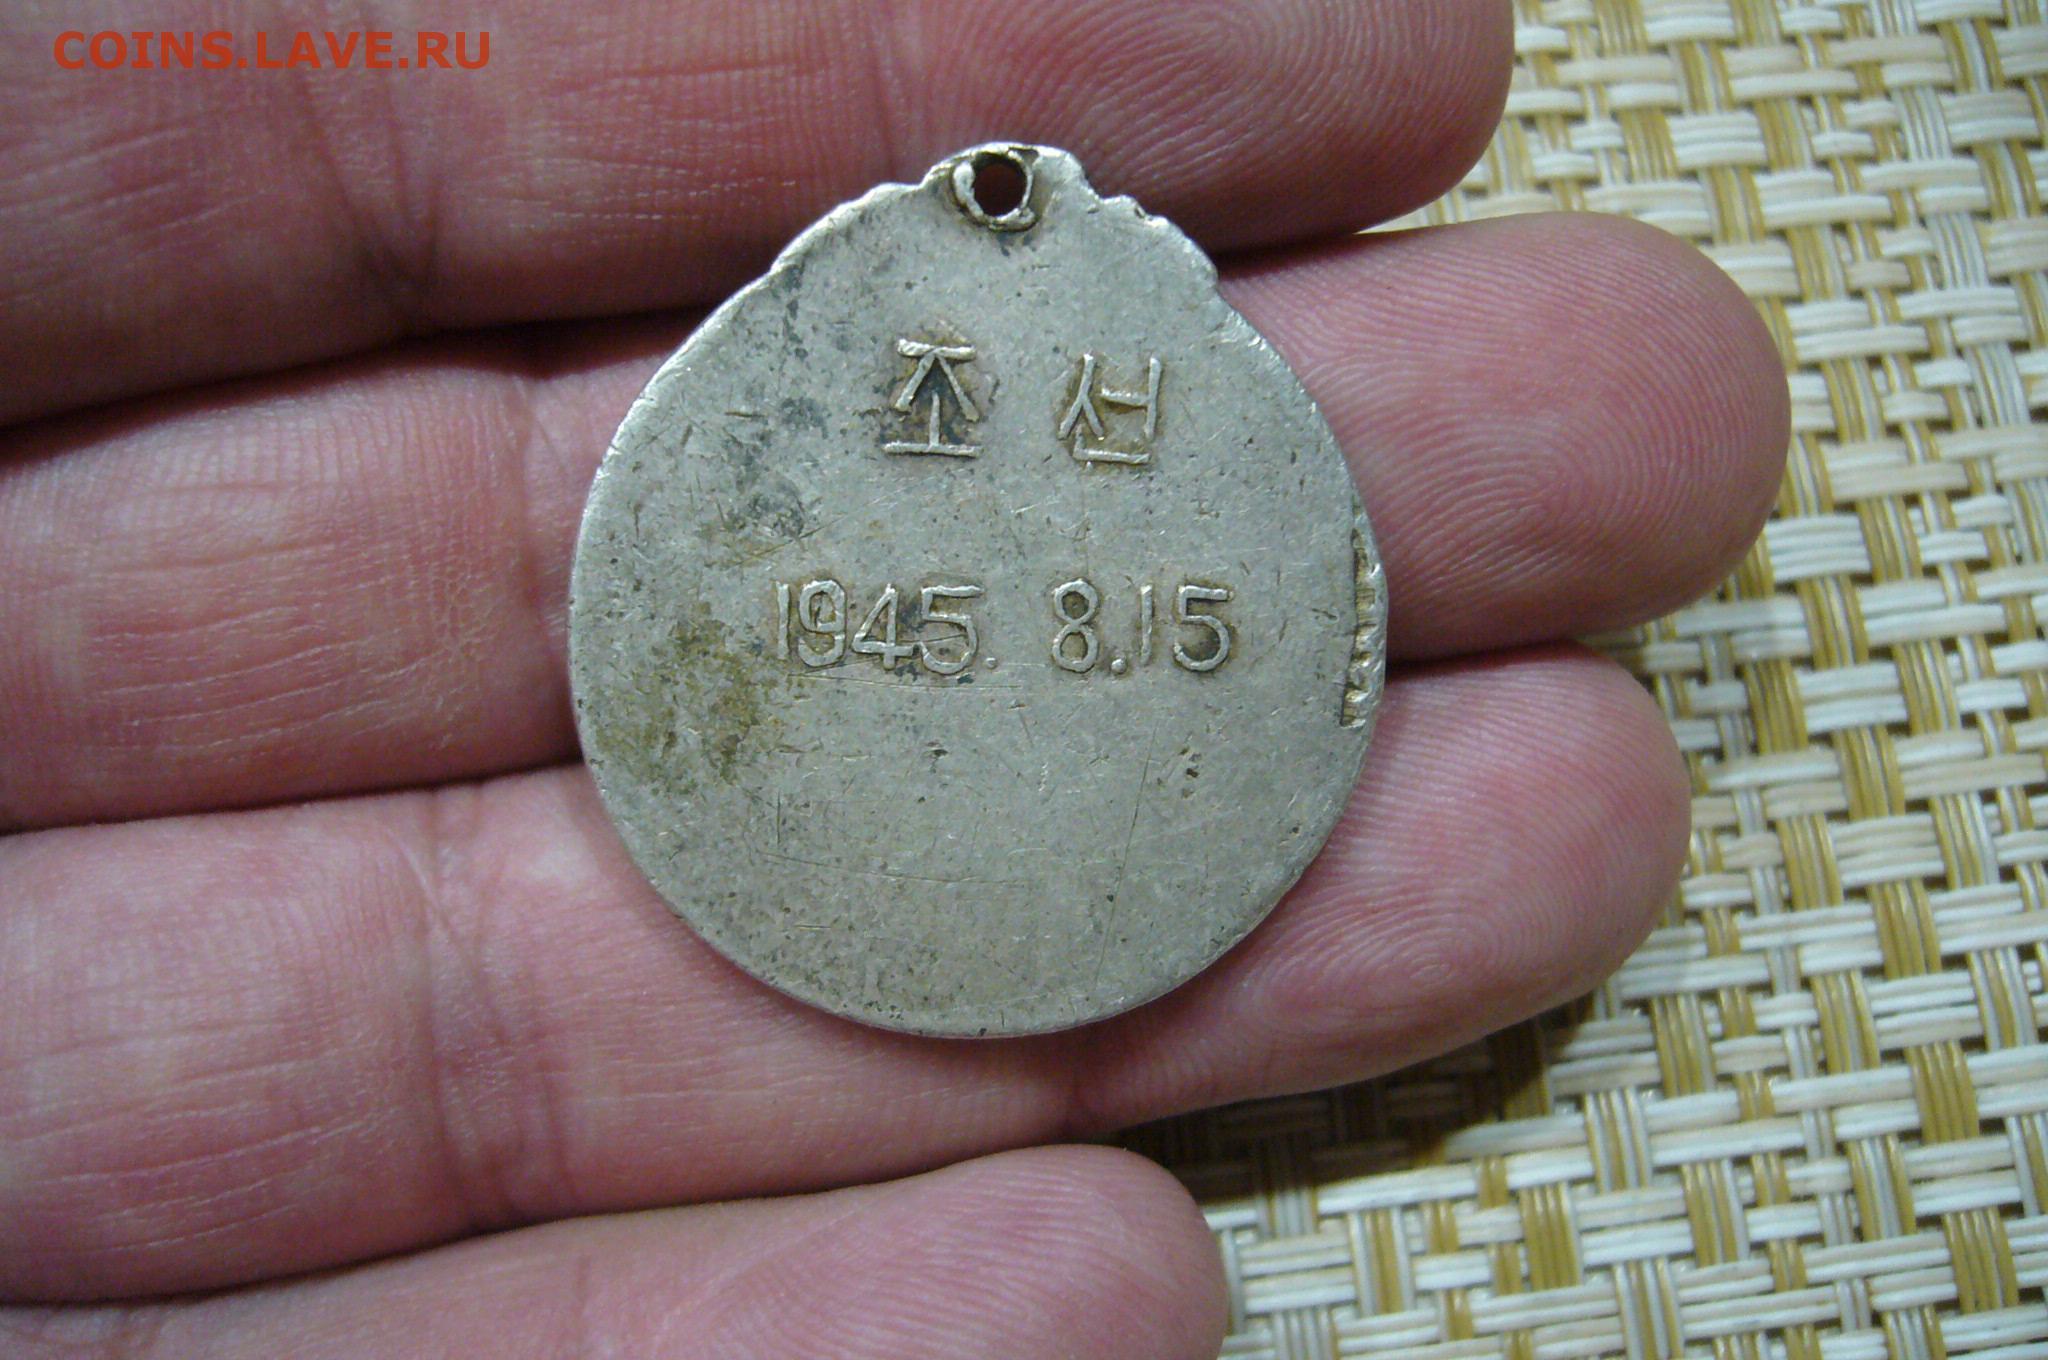 COINS.LAVE.RU
조선
1945. 8.15